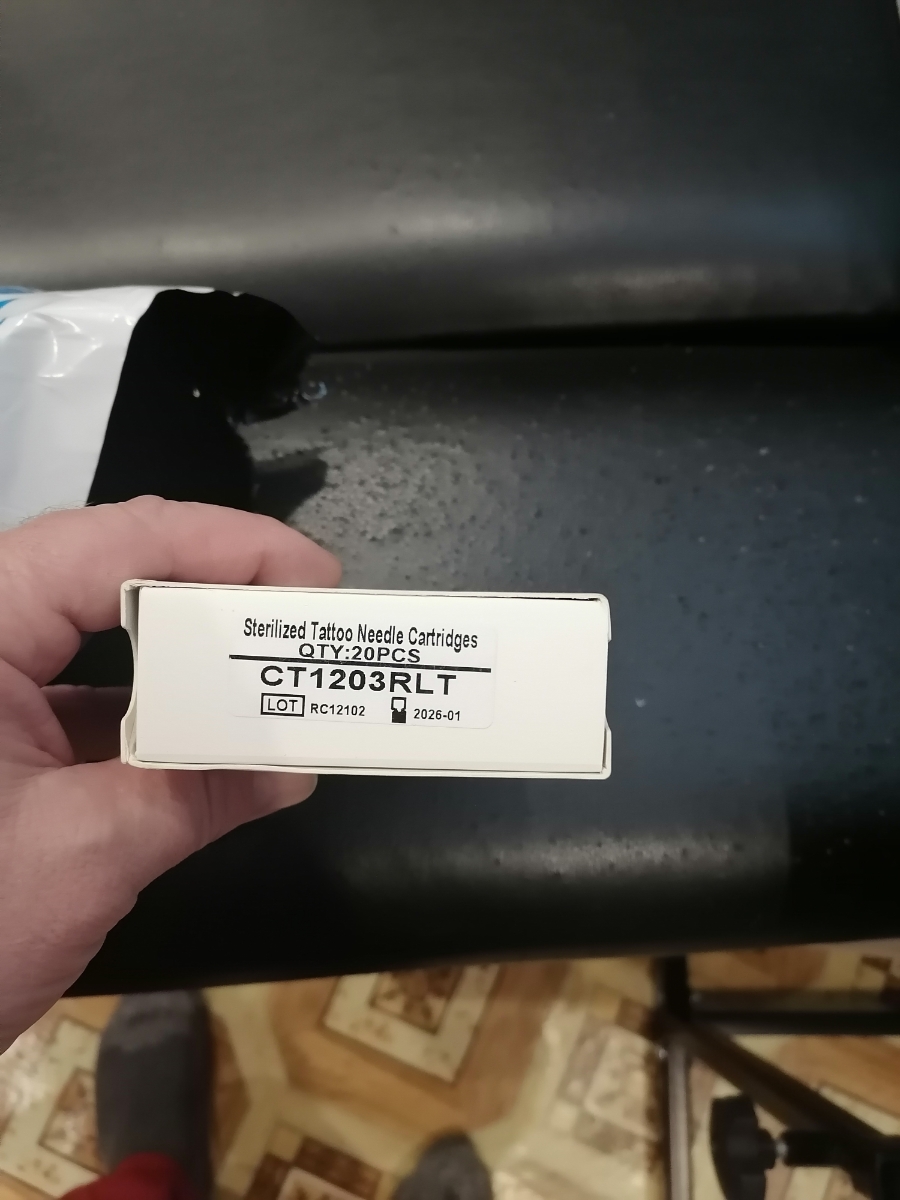 Sterilized Tattoo Needle Cartridges
QTY:20PCS
CT1203RLT
LOT RC12102 2026-01